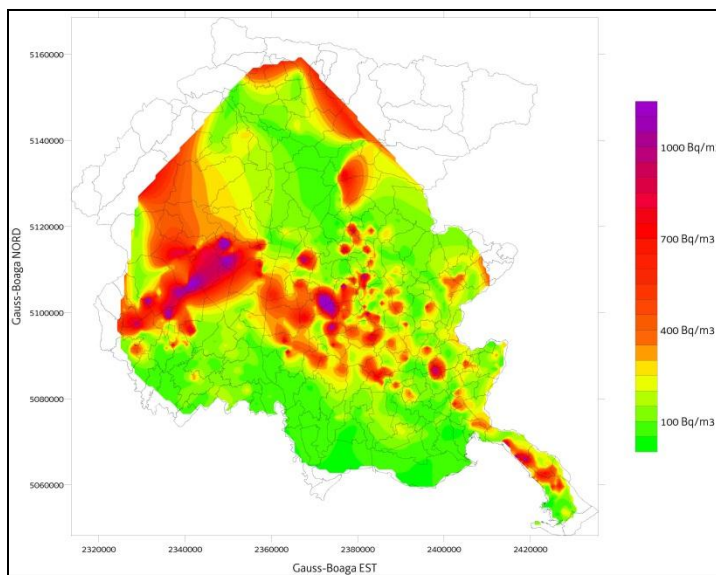 5160000
5140000
5120000
5100000
5080000
5060000
Gauss-Boaga NORD
2320000
2340000
2360000
2380000
2400000
2420000
Gauss-Boaga EST
1000 Bq/m3
700 Bq/m3
400 Bq/m3
100 Bq/m3